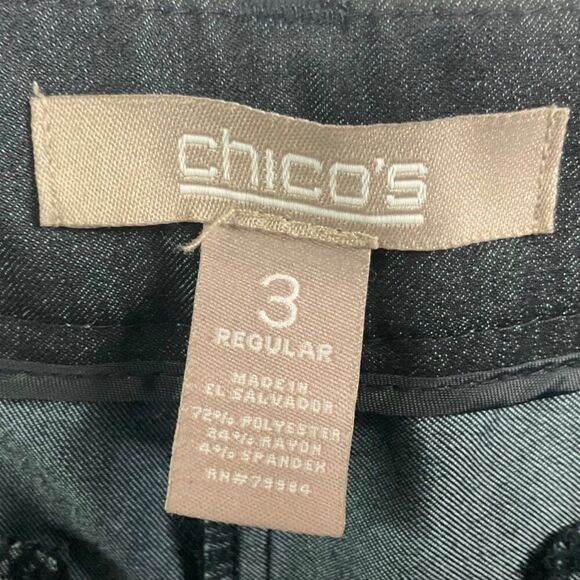 chico's
3
REGULAR
MADE IN
EL SALVADOR
72% POLYESTER
24% RAYON
4% SPANDEX
RN#79984